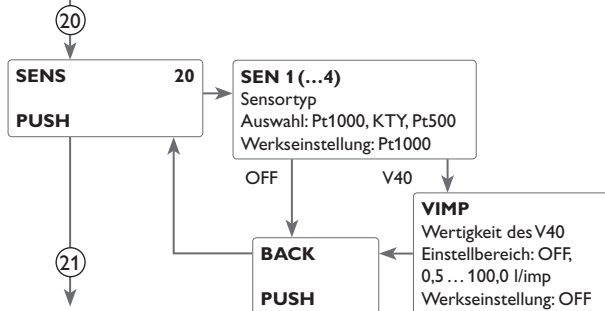 20
SENS 20
PUSH
SEN 1 (…4)
Sensortyp
Auswahl: Pt1000, KTY, Pt500
Werkseinstellung: Pt1000
OFF V40
VIMP
Wertigkeit des V40
Einstellbereich: OFF,
0,5 … 100,0 l/imp
Werkseinstellung: OFF
BACK
PUSH
21